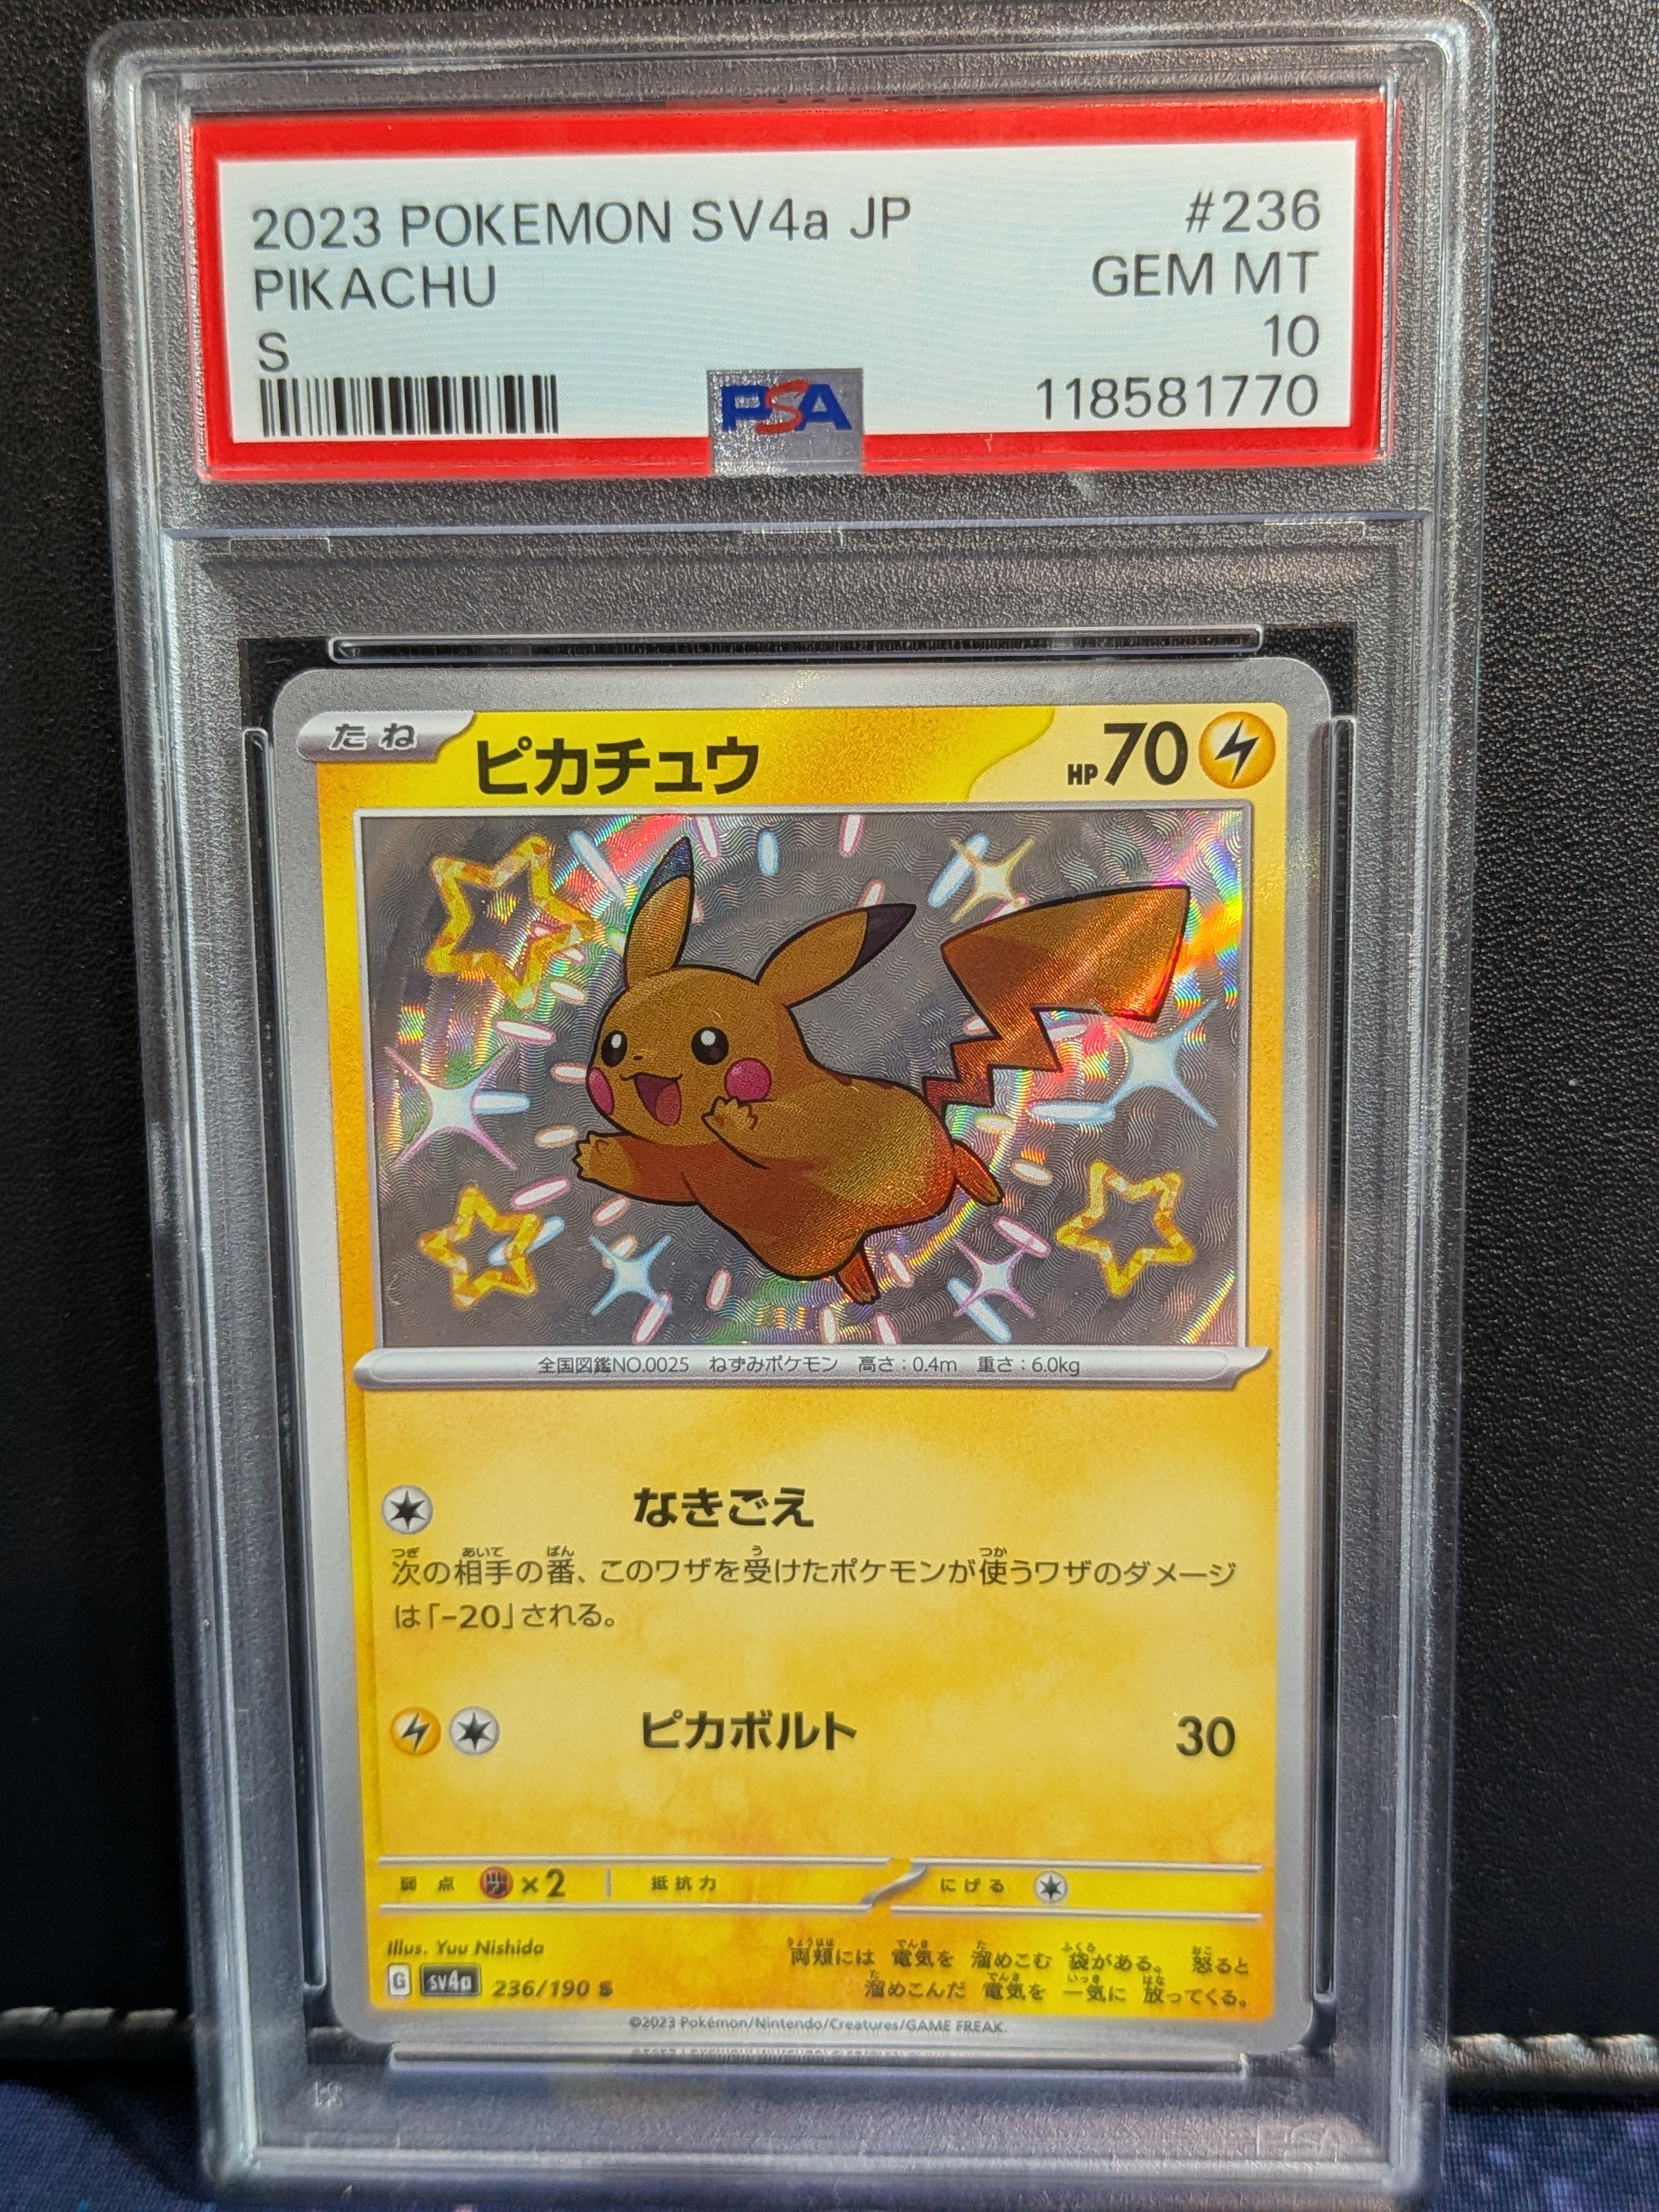 2023 POKEMON SV4a JP #236
PIKACHU GEM MT
S 10
PSA 118581770
たね ピカチュウ HP70
全国図鑑NO.0025 ねずみポケモン 高さ:0.4m 重さ:6.0kg
なきごえ
次の相手の番、このワザを受けたポケモンが使うワザのダメージ
は「−20」される。
ピカボルト 30
弱点 ×2 抵抗力 にげる
Illus. Yuu Nishida
両頬には 電気を 溜めこむ 袋がある。 怒ると
G SV4a 236/190 S
溜めこんだ 電気を 一気に 放ってくる。
©2023 Pokémon/Nintendo/Creatures/GAME FREAK.